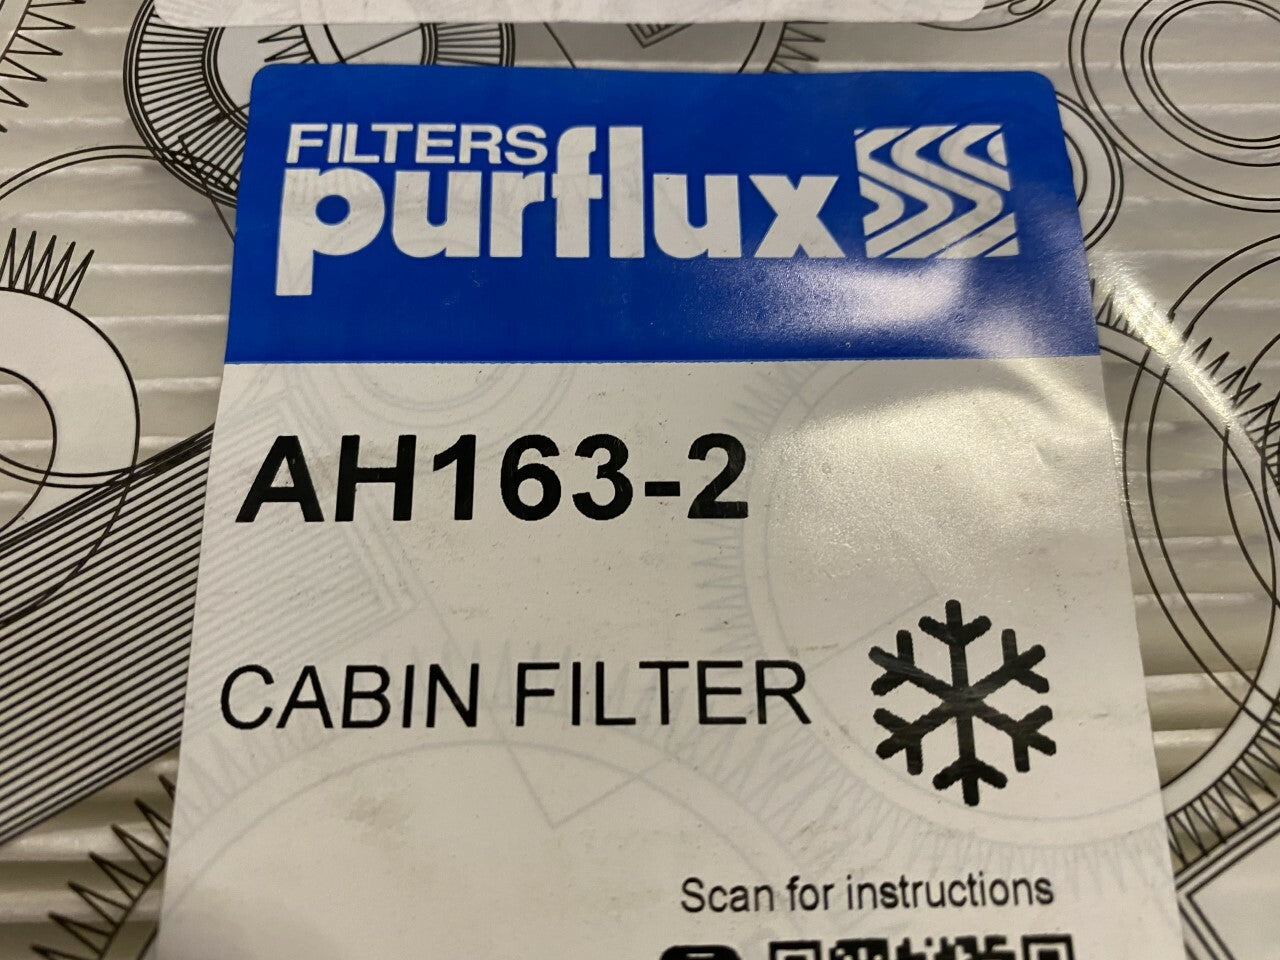 FILTERS
purflux
AH163-2
CABIN FILTER
Scan for instructions